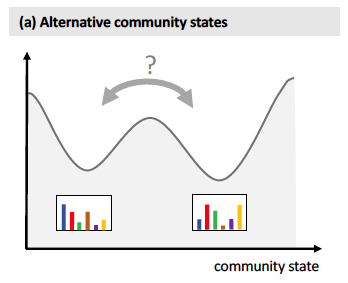 (a) Alternative community states
?
community state